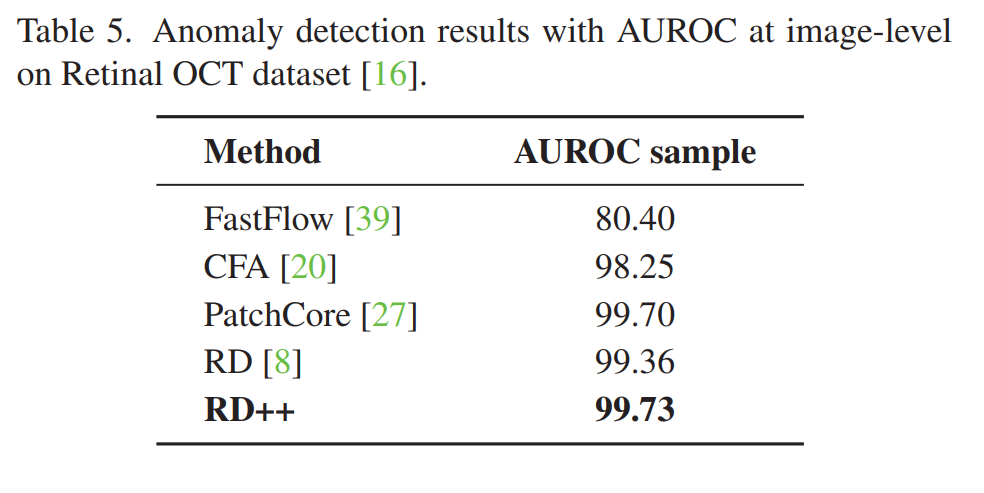 Table 5. Anomaly detection results with AUROC at image-level
on Retinal OCT dataset [16].
Method AUROC sample
FastFlow [39] 80.40
CFA [20] 98.25
PatchCore [27] 99.70
RD [8] 99.36
RD++ 99.73